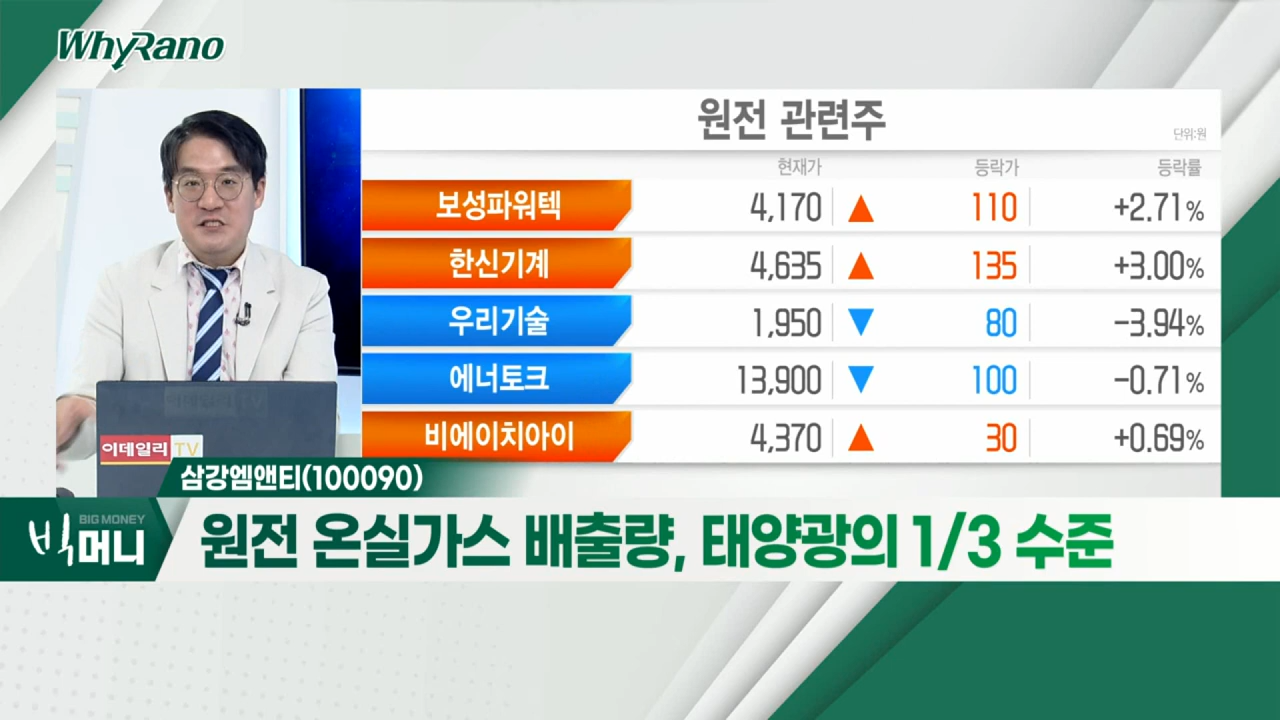 WhyRano
원전 관련주
단위:원
현재가 등락가 등락률
보성파워텍 4,170 ▲ 110 +2.71%
한신기계 4,635 ▲ 135 +3.00%
우리기술 1,950 ▼ 80 -3.94%
에너토크 13,900 ▼ 100 -0.71%
비에이치아이 4,370 ▲ 30 +0.69%
이데일리TV
이데일리 TV
삼강엠앤티(100090)
BIG MONEY
빅머니
원전 온실가스 배출량, 태양광의 1/3 수준